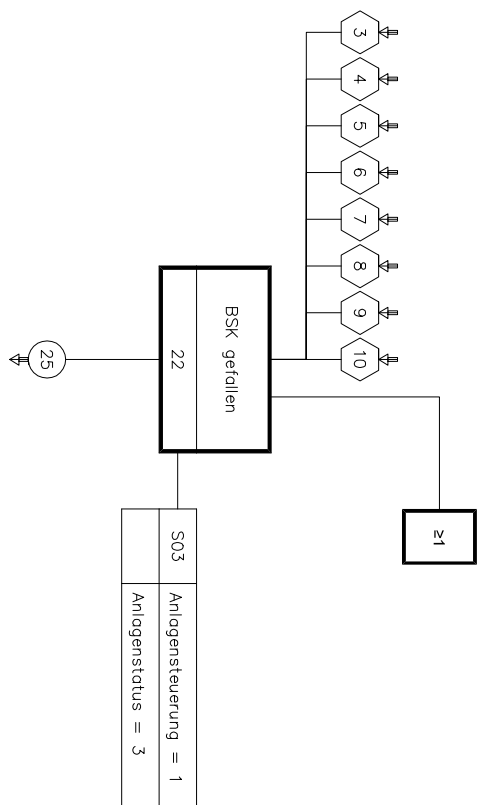 3
4
5
6
7
8
9
10
≥1
BSK gefallen
22
S03
Anlagensteuerung = 1
Anlagenstatus = 3
25